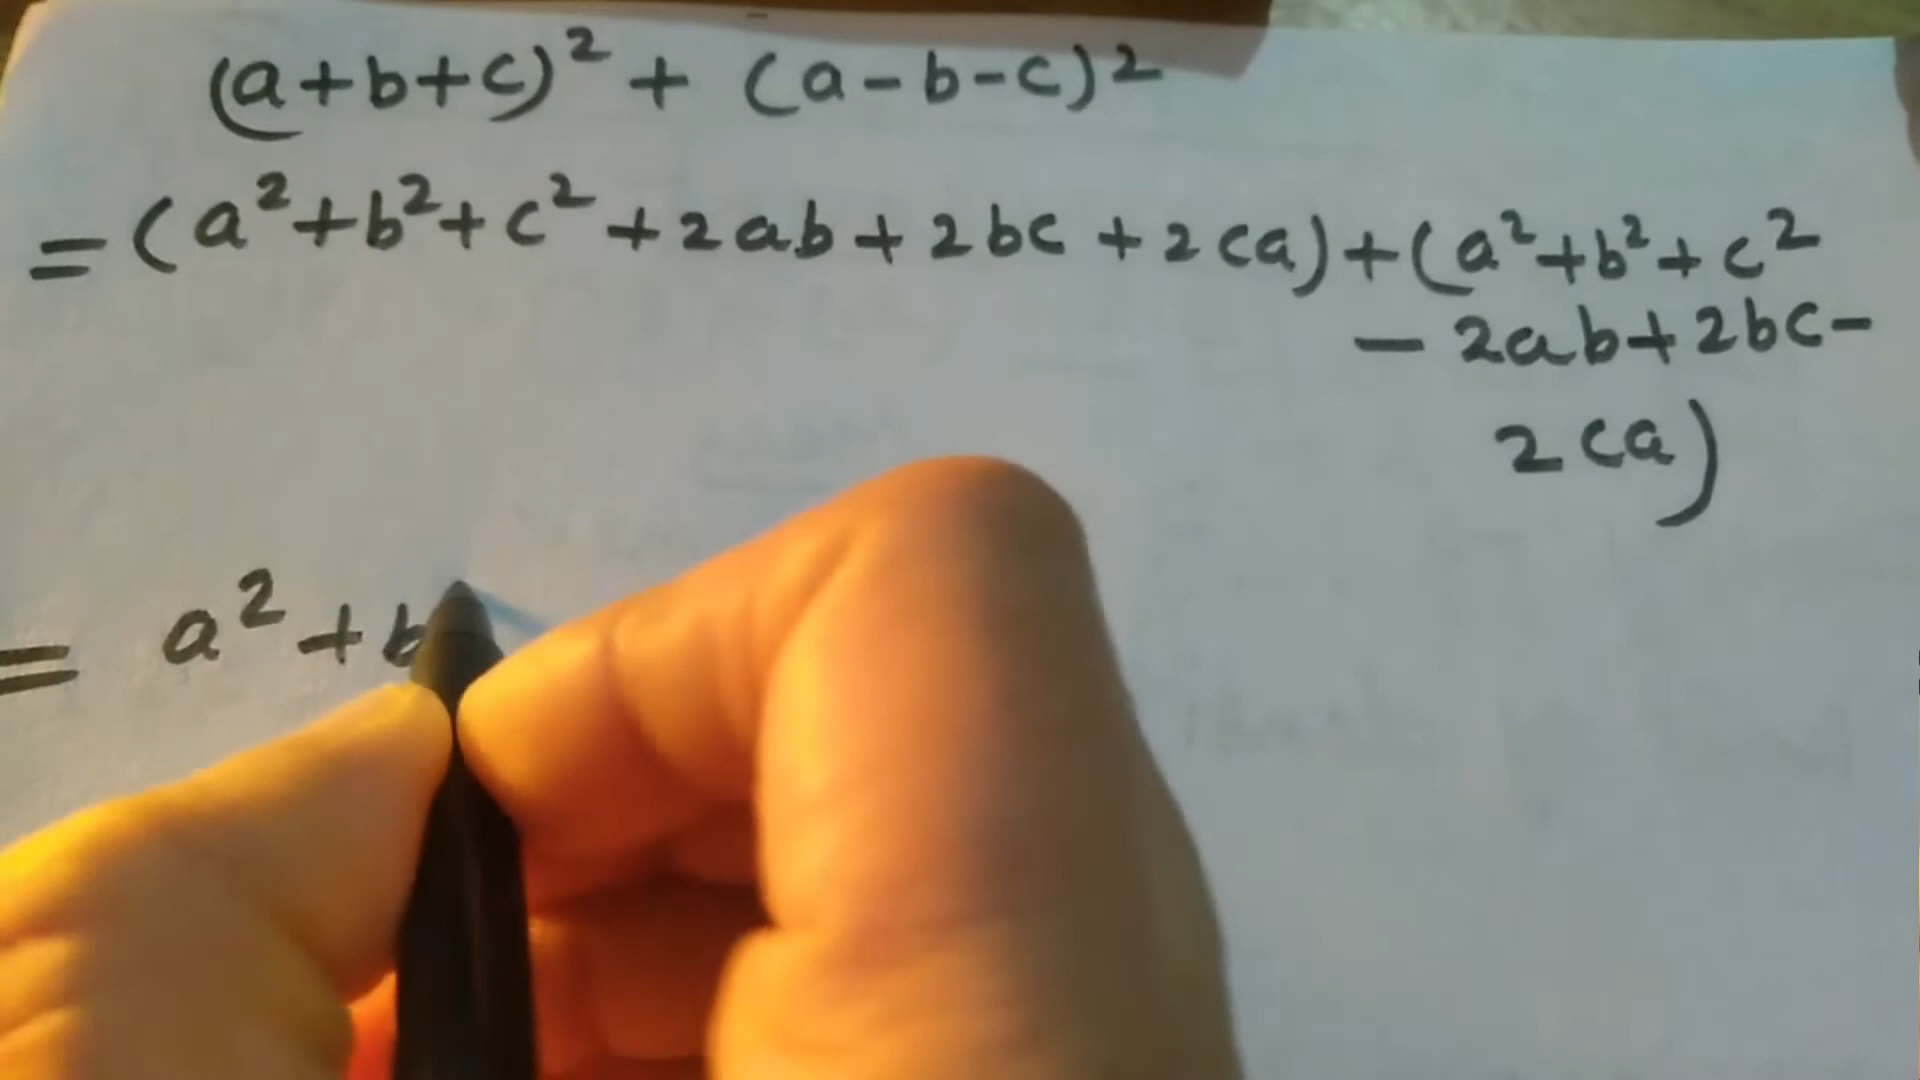 (a+b+c)² + (a-b-c)²
= (a²+b²+c²+2ab+2bc+2ca)+(a²+b²+c²
- 2ab+2bc-
2ca)
= a²+b